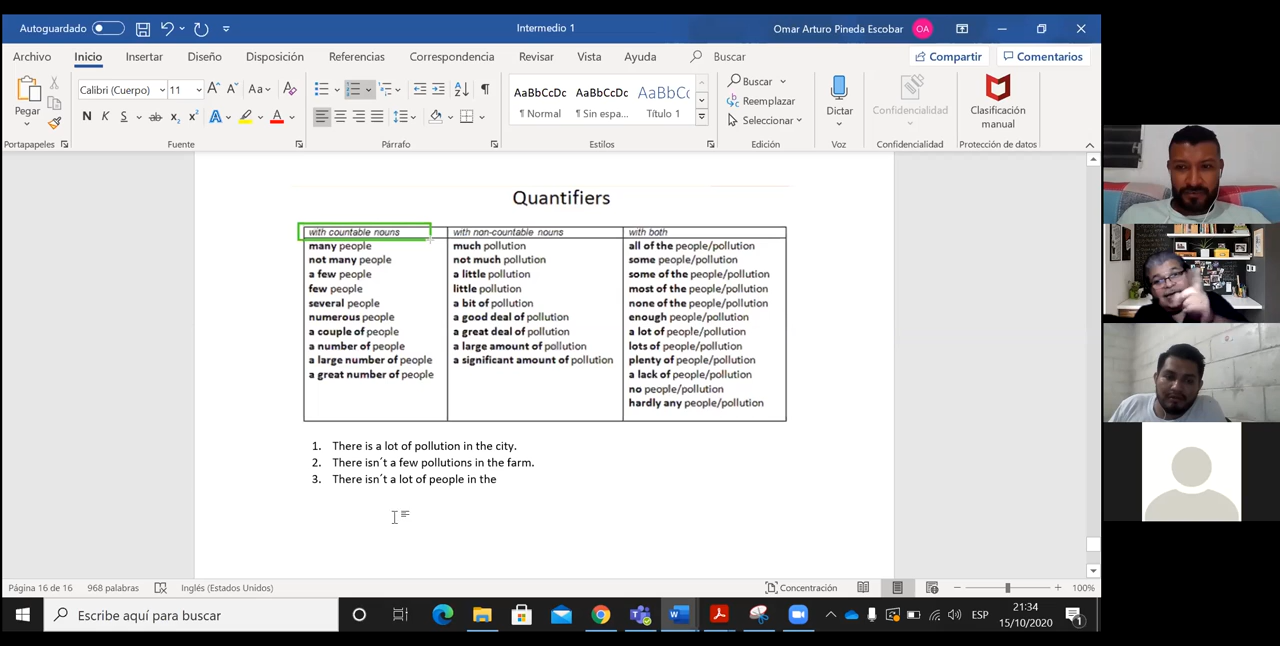 Autoguardado
Intermedio 1
Omar Arturo Pineda Escobar OA
Archivo Inicio Insertar Diseño Disposición Referencias Correspondencia Revisar Vista Ayuda Buscar Compartir Comentarios
Pegar
Calibri (Cuerpo) 11 A A Aa A
N K S ab x₂ x² A A
AaBbCcDc AaBbCcDc AaBbCc
¶ Normal ¶ Sin espa... Título 1
Buscar
Reemplazar
Seleccionar
Dictar
Confidencialidad
Clasificación
manual
Portapapeles Fuente Párrafo Estilos Edición Voz Confidencialidad Protección de datos
Quantifiers
with countable nouns with non-countable nouns with both
many people much pollution all of the people/pollution
not many people not much pollution some people/pollution
a few people a little pollution some of the people/pollution
few people little pollution most of the people/pollution
several people a bit of pollution none of the people/pollution
numerous people a good deal of pollution enough people/pollution
a couple of people a great deal of pollution a lot of people/pollution
a number of people a large amount of pollution lots of people/pollution
a large number of people a significant amount of pollution plenty of people/pollution
a great number of people a lack of people/pollution
no people/pollution
hardly any people/pollution
1. There is a lot of pollution in the city.
2. There isn´t a few pollutions in the farm.
3. There isn´t a lot of people in the
Página 16 de 16 968 palabras Inglés (Estados Unidos) Concentración 100%
Escribe aquí para buscar
ESP
21:34
15/10/2020
1